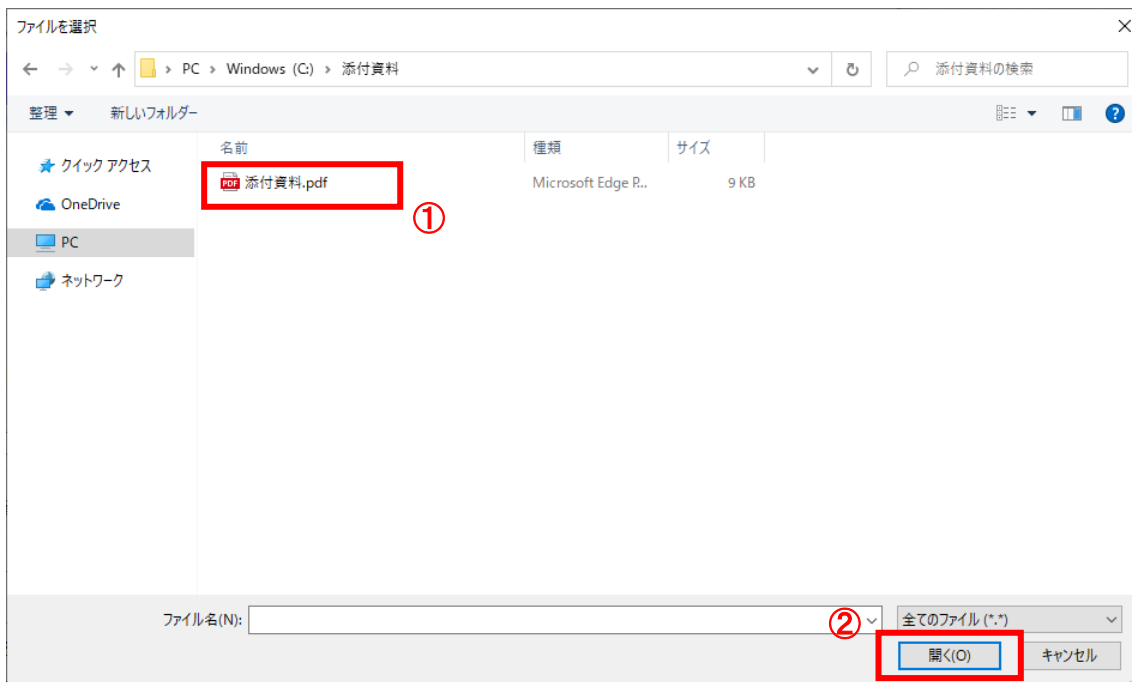 ファイルを選択
PC › Windows (C:) › 添付資料
添付資料の検索
整理 新しいフォルダー
名前 種類 サイズ
クイック アクセス
添付資料.pdf Microsoft Edge P... 9 KB
①
OneDrive
PC
ネットワーク
ファイル名(N):
②
全てのファイル (*.*)
開く(O) キャンセル